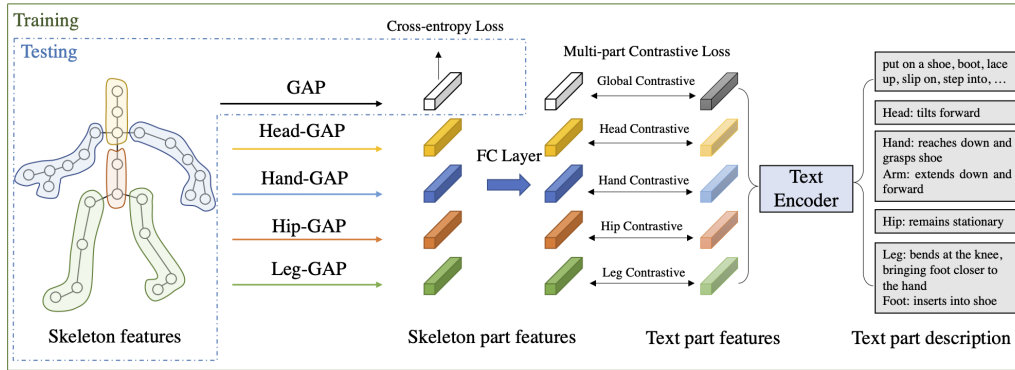 Training
Testing
Cross-entropy Loss
GAP
Head-GAP
Hand-GAP
Hip-GAP
Leg-GAP
FC Layer
Multi-part Contrastive Loss
Global Contrastive
Head Contrastive
Hand Contrastive
Hip Contrastive
Leg Contrastive
Text
Encoder
put on a shoe, boot, lace
up, slip on, step into, …
Head: tilts forward
Hand: reaches down and
grasps shoe
Arm: extends down and
forward
Hip: remains stationary
Leg: bends at the knee,
bringing foot closer to
the hand
Foot: inserts into shoe
Skeleton features
Skeleton part features
Text part features
Text part description